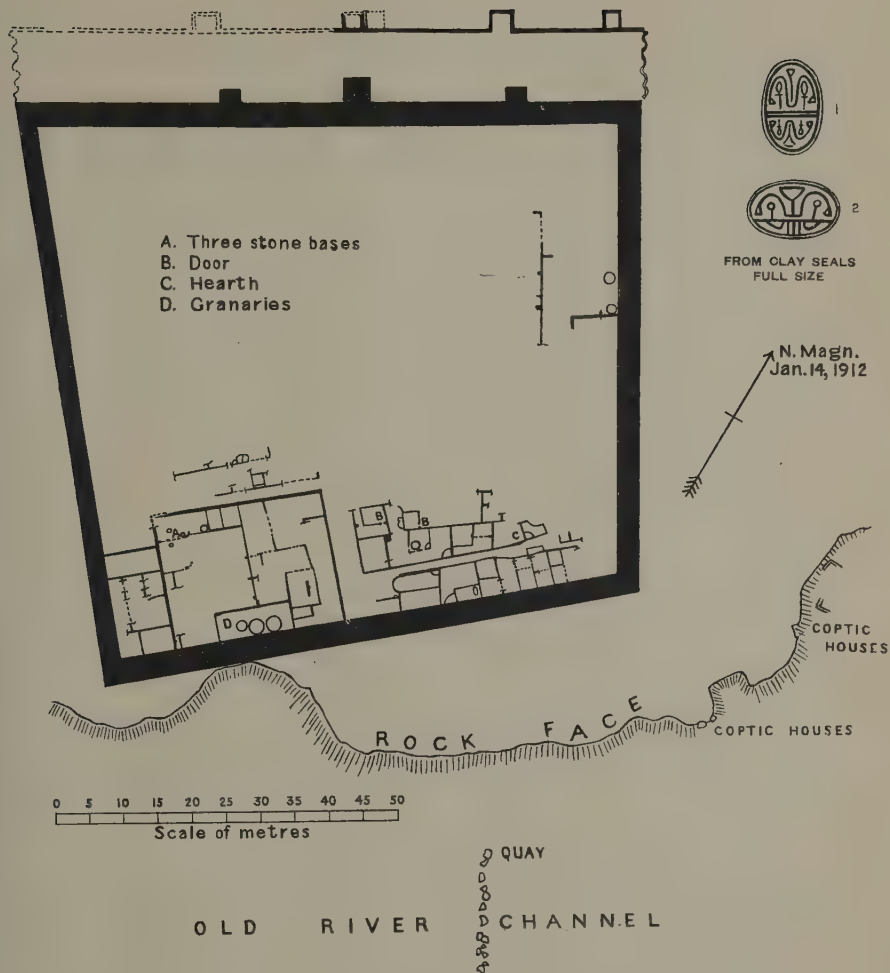 1
2
FROM CLAY SEALS
FULL SIZE
A. Three stone bases
B. Door
C. Hearth
D. Granaries
N. Magn.
Jan. 14, 1912
B
B
A
C
D
COPTIC
HOUSES
ROCK FACE
COPTIC HOUSES
0 5 10 15 20 25 30 35 40 45 50
Scale of metres
QUAY
OLD RIVER CHANNEL